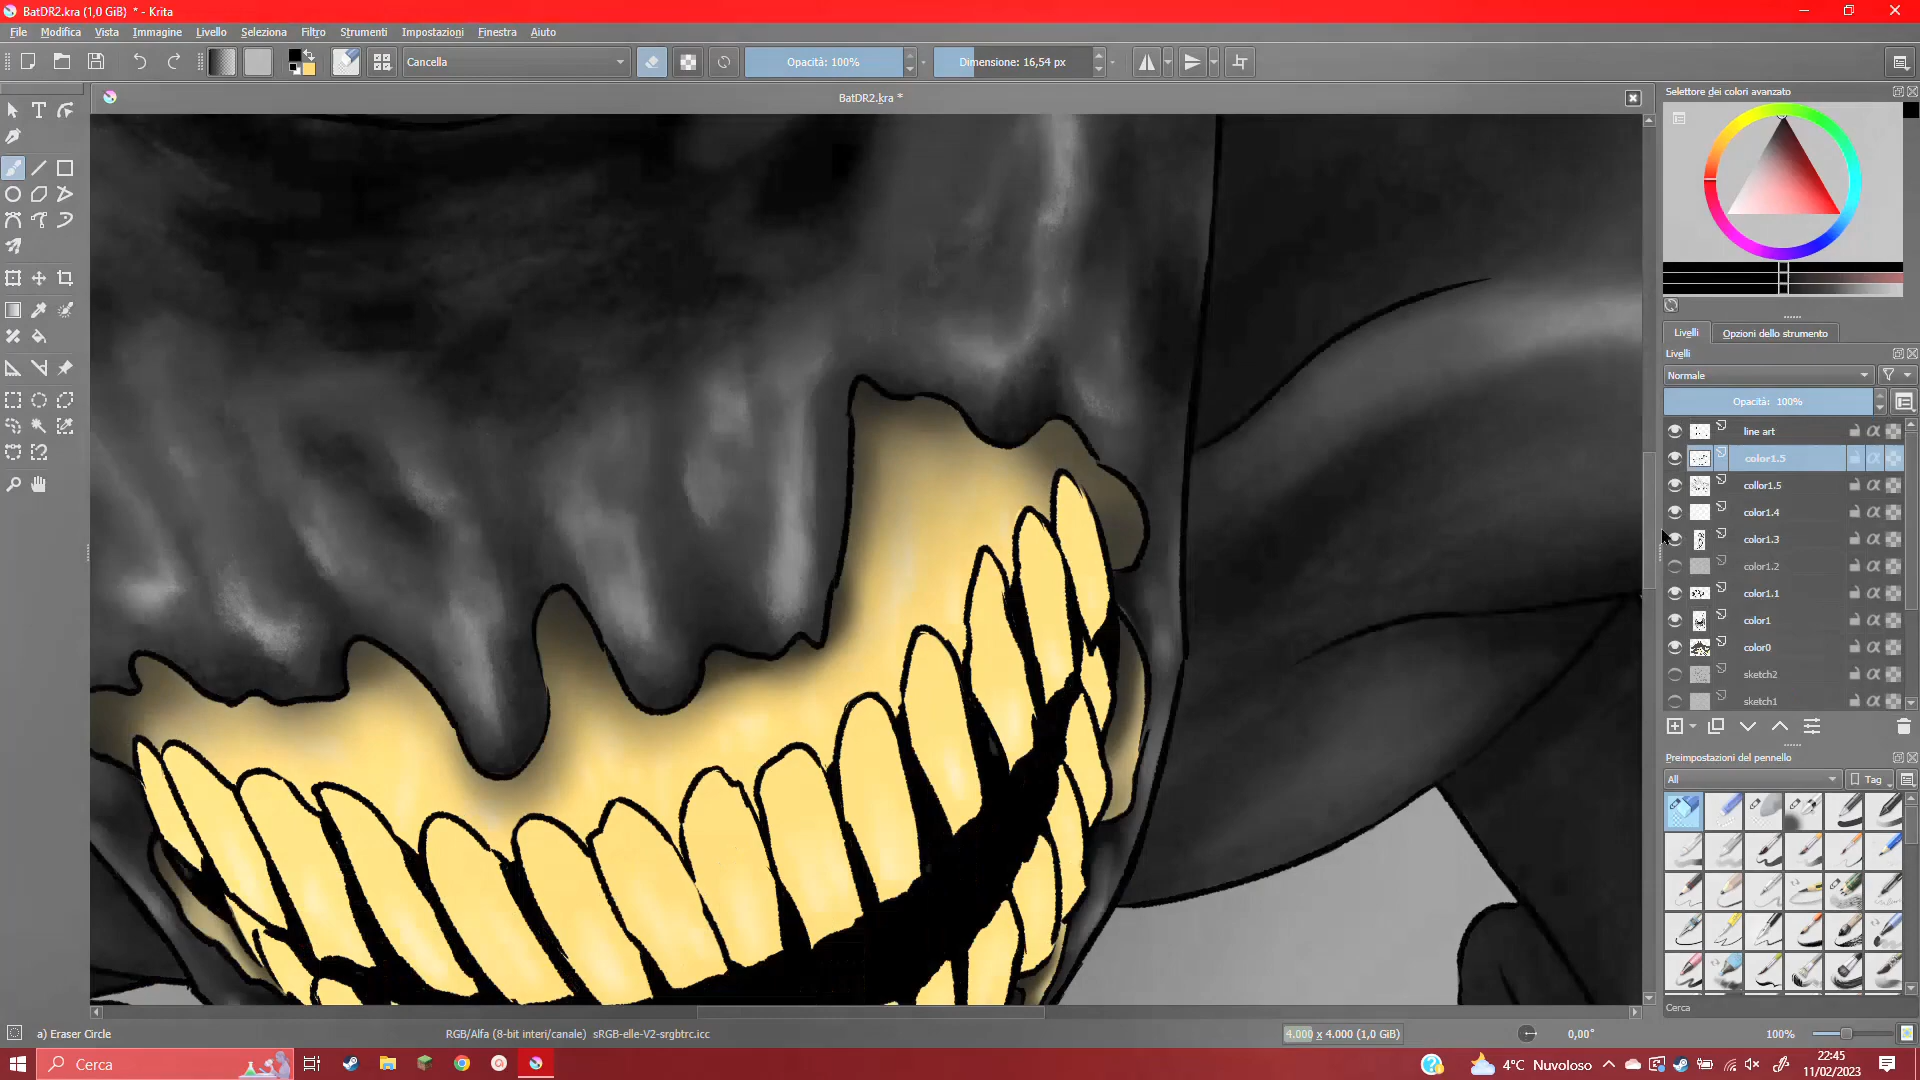 BatDR2.kra (1,0 GiB) * - Krita
File Modifica Vista Immagine Livello Seleziona Filtro Strumenti Impostazioni Finestra Aiuto
Cancella Opacità: 100% Dimensione: 16,54 px
BatDR2.kra *
Selettore dei colori avanzato
Livelli Opzioni dello strumento
Livelli
Normale
Opacità: 100%
line art
color1.5
collor1.5
color1.4
color1.3
color1.2
color1.1
color1
color0
sketch2
sketch1
Preimpostazioni del pennello
All Tag
Cerca
a) Eraser Circle RGB/Alfa (8-bit interi/canale) sRGB-elle-V2-srgbtrc.icc 4.000 x 4.000 (1,0 GiB) 0,00° 100%
Cerca 4°C Nuvoloso 22:45
11/02/2023